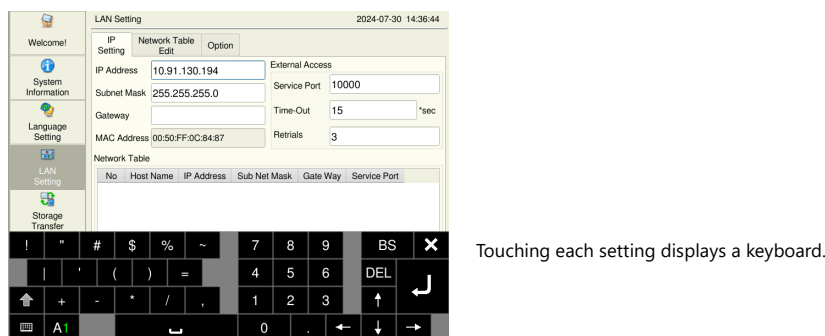 LAN Setting 2024-07-30 14:36:44
Welcome!
System
Information
Language
Setting
LAN
Setting
Storage
Transfer
IP
Setting
Network Table
Edit
Option
IP Address 10.91.130.194
Subnet Mask 255.255.255.0
Gateway
MAC Address 00:50:FF:0C:84:87
External Access
Service Port 10000
Time-Out 15 *sec
Retrials 3
Network Table
No Host Name IP Address Sub Net Mask Gate Way Service Port
! " # $ % ~ 7 8 9 BS ×
| ' ( ) = 4 5 6 DEL
+ - * / , 1 2 3 ↑
A1 0 . ← ↓ →
Touching each setting displays a keyboard.